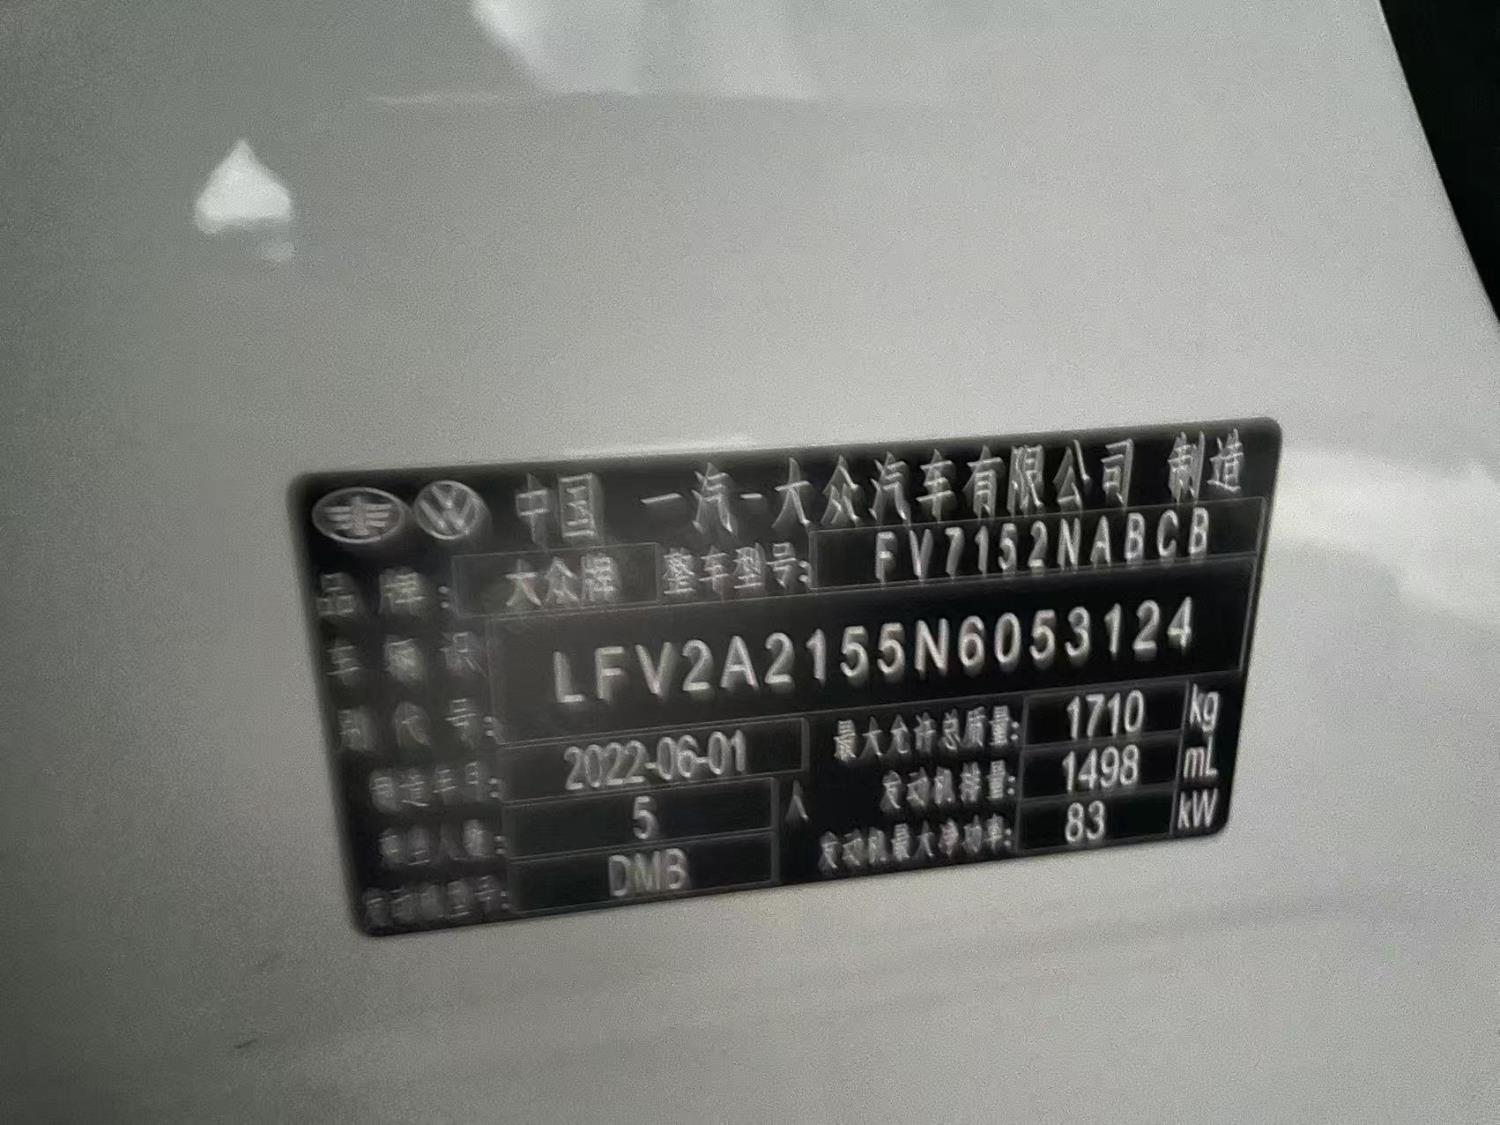 中国 一汽-大众汽车有限公司 制造
品牌: 大众牌 整车型号: FV7152NABCB
车辆识别代号: LFV2A2155N6053124
制造年月: 2022-06-01 最大允许总质量: 1710 kg
乘坐人数: 5 人 发动机排量: 1498 mL
发动机型号: DMB 发动机最大净功率: 83 kW